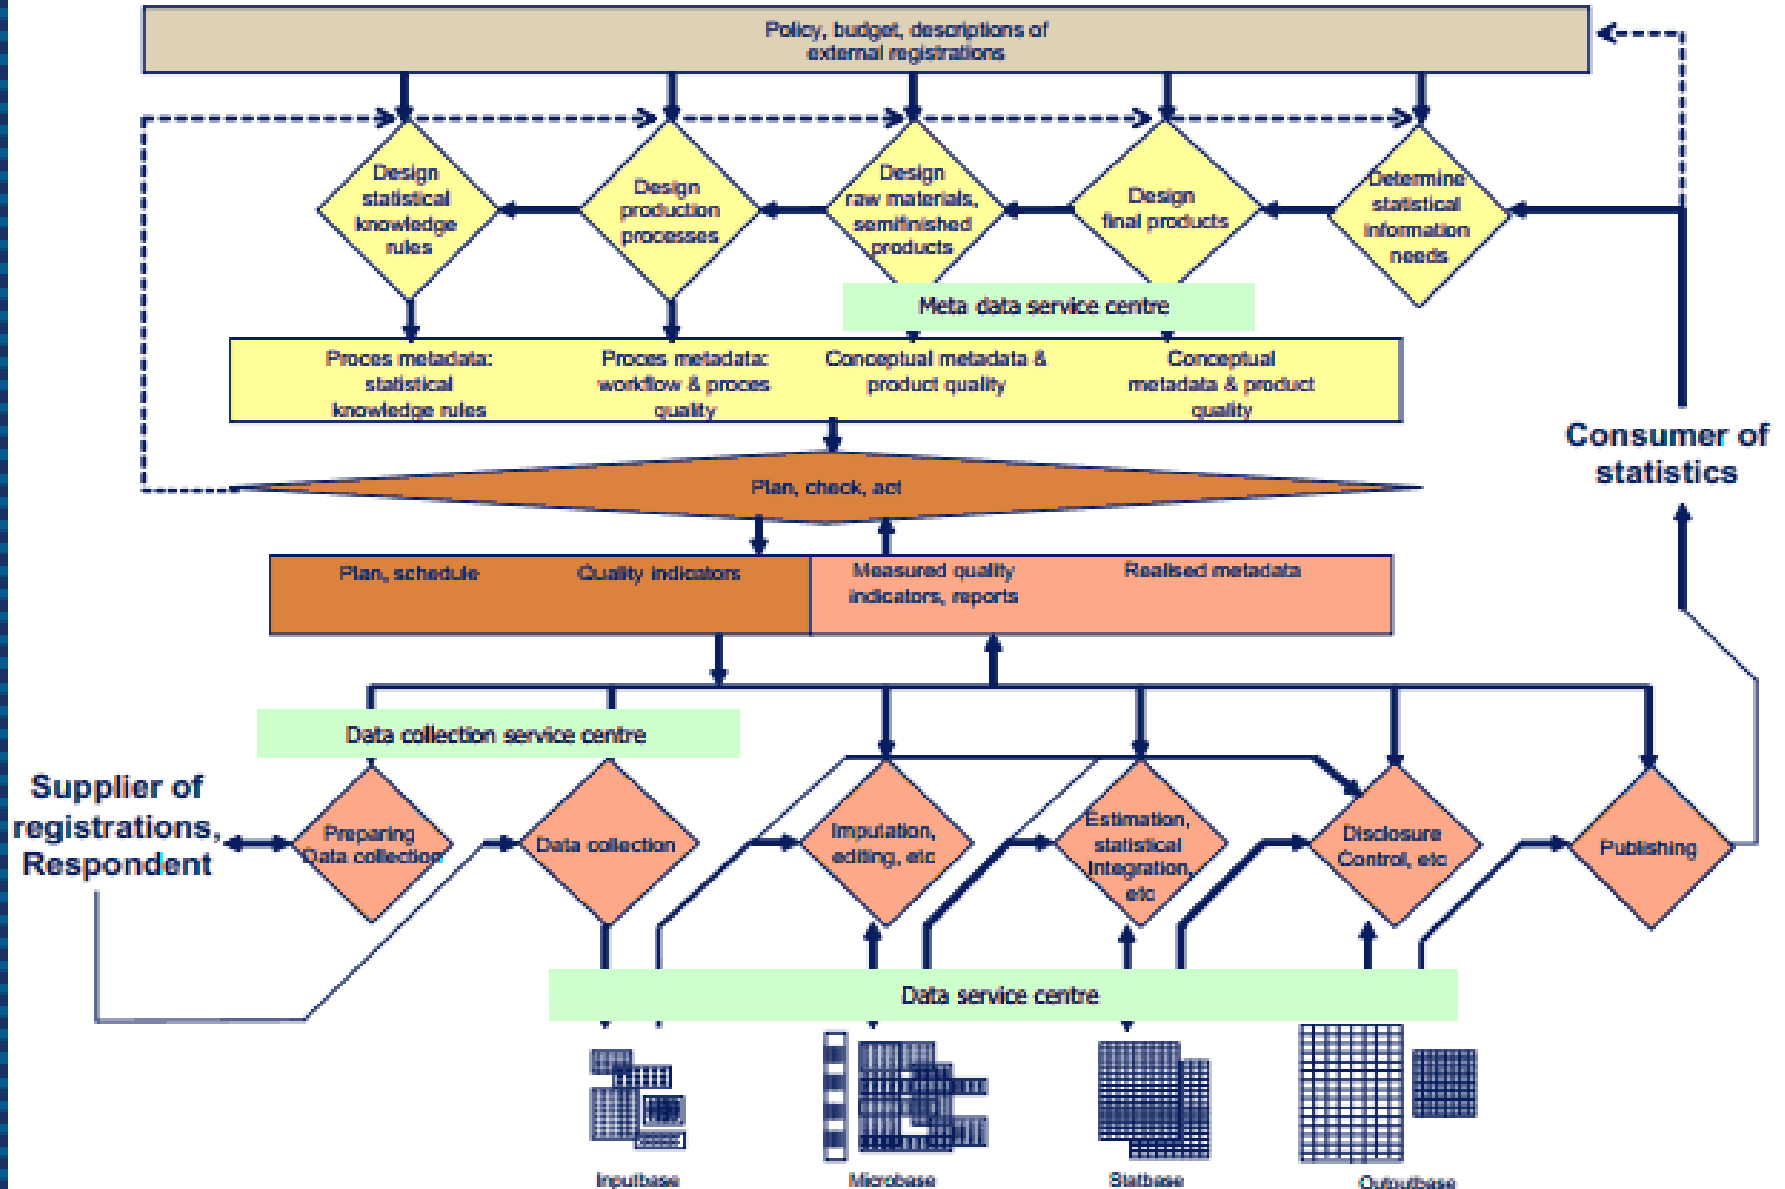 Policy, budget, descriptions of
external registrations
Design
statistical
knowledge
rules
Design
production
processes
Design
raw materials,
semifinished
products
Design
final products
Determine
statistical
information
needs
Meta data service centre
Proces metadata:
statistical
knowledge rules
Proces metadata:
workflow & proces
quality
Conceptual metadata &
product quality
Conceptual
metadata & product
quality
Consumer of
statistics
Plan, check, act
Plan, schedule
Quality indicators
Measured quality
indicators, reports
Realised metadata
Data collection service centre
Supplier of
registrations,
Respondent
Preparing
Data collection
Data collection
Imputation,
editing, etc
Estimation,
statistical
Integration,
etc
Disclosure
Control, etc
Publishing
Data service centre
Inputbase
Microbase
Statbase
Outputbase